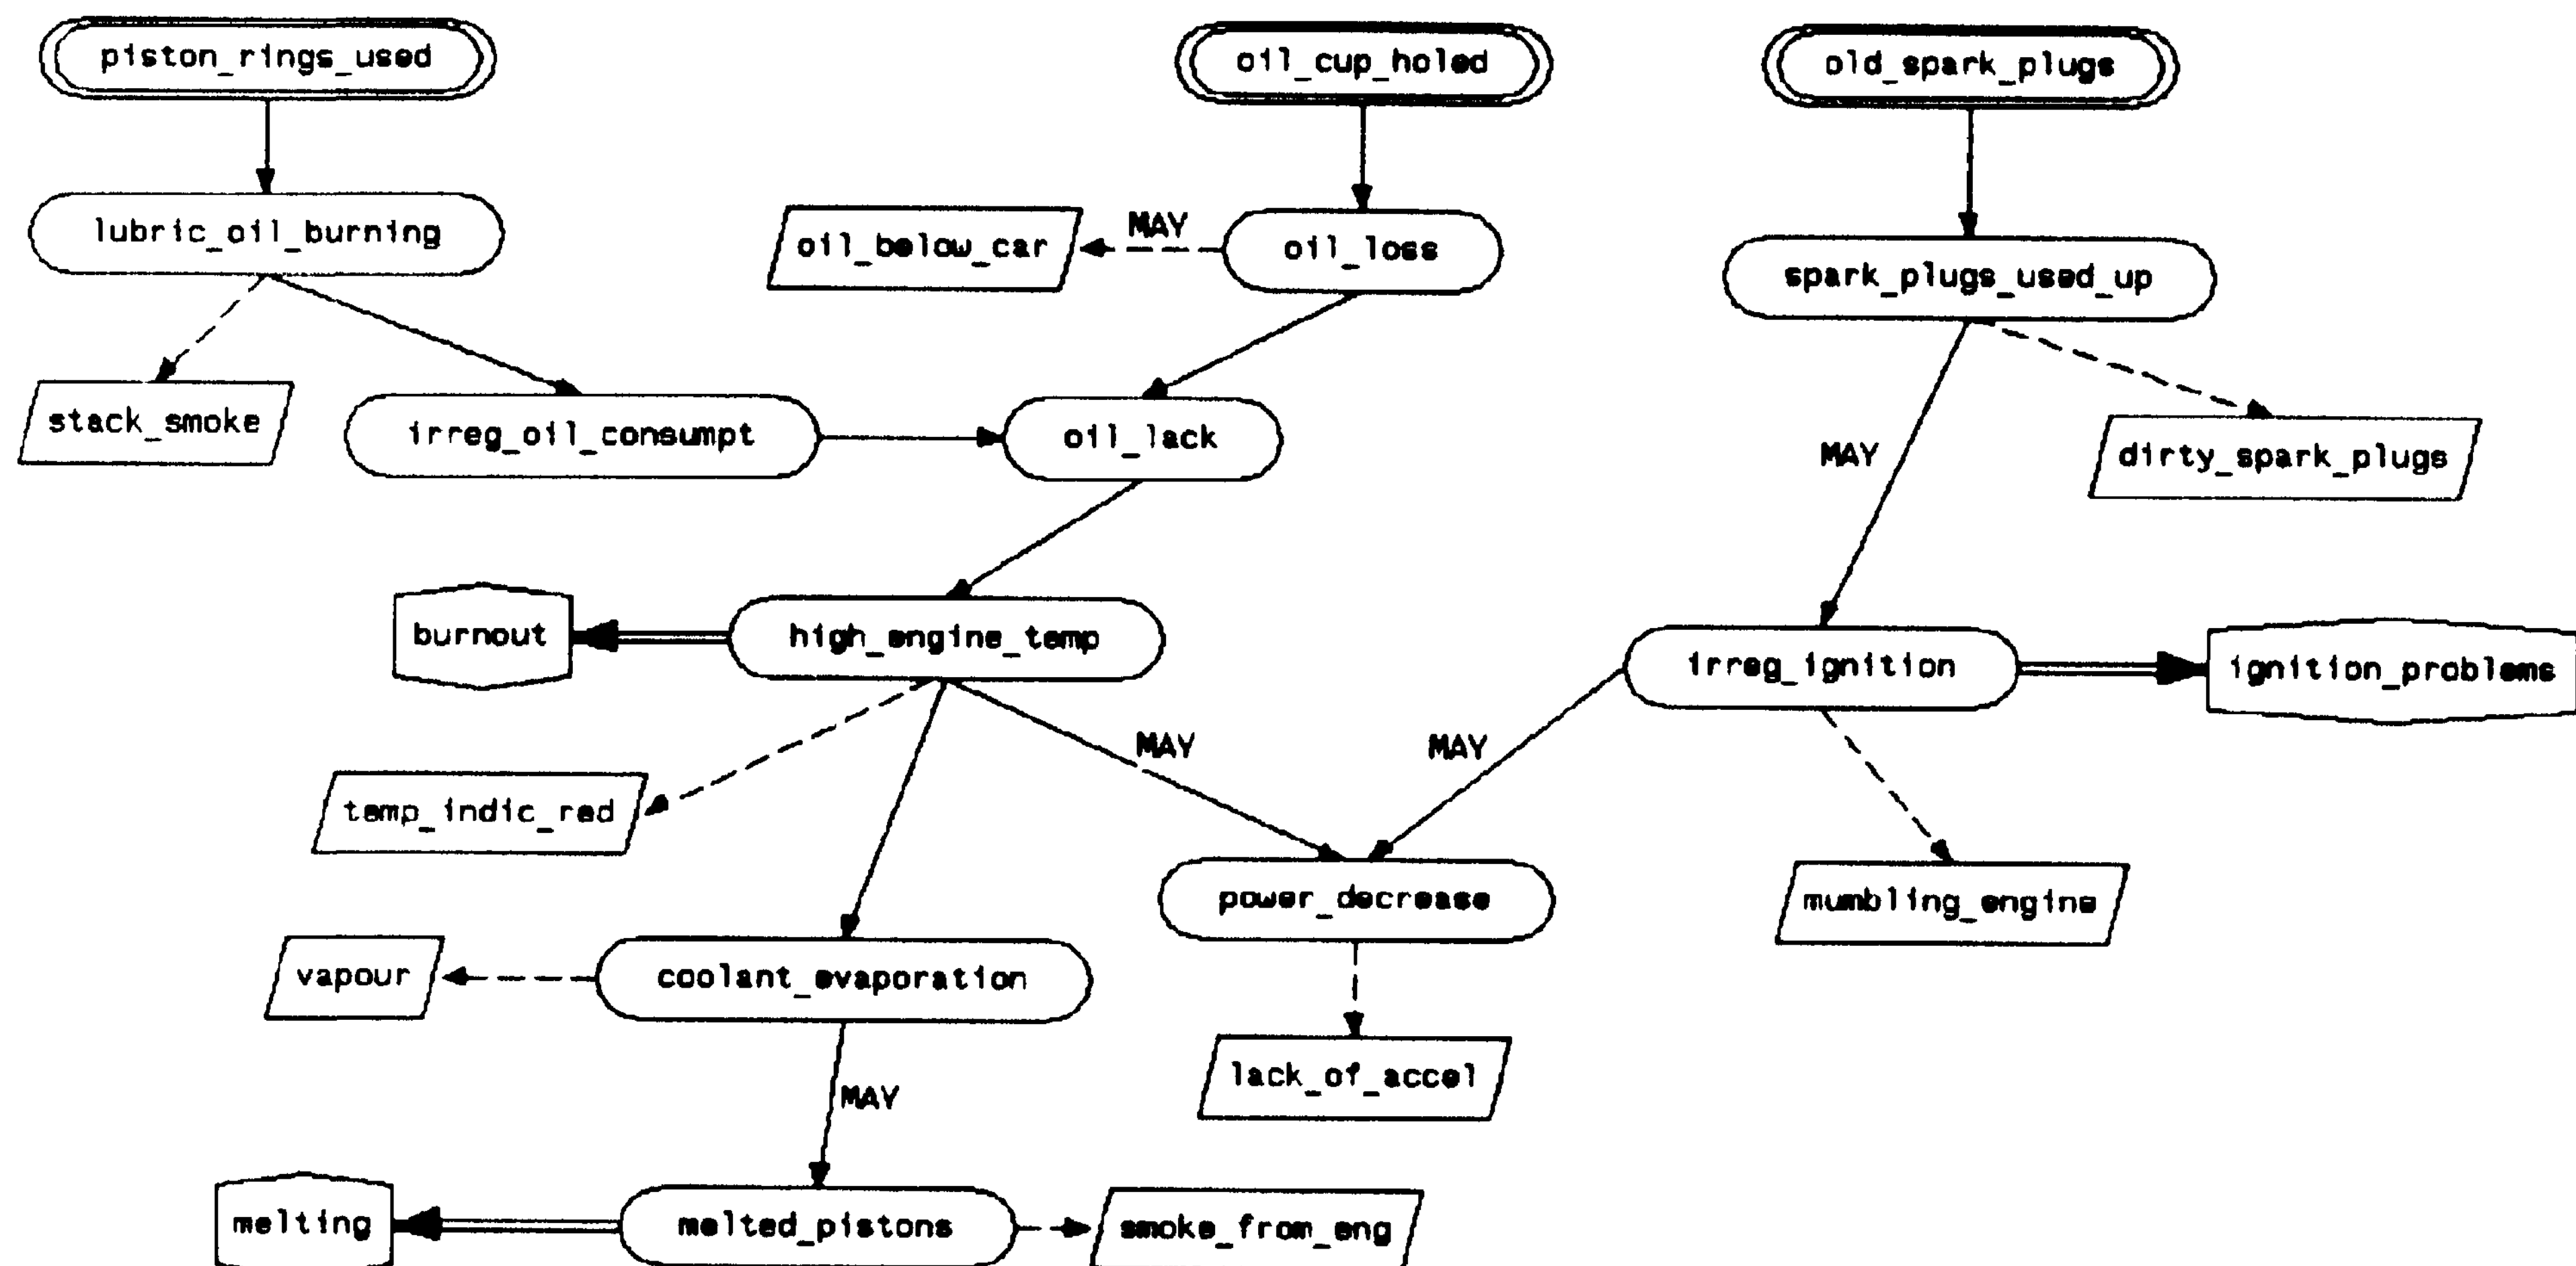 piston_rings_used
oil_cup_holed
old_spark_plugs
lubric_oil_burning
oil_below_car
MAY
oil_loss
spark_plugs_used_up
stack_smoke
irreg_oil_consumpt
oil_lack
MAY
dirty_spark_plugs
burnout
high_engine_temp
irreg_ignition
ignition_problems
MAY
MAY
temp_indic_red
power_decrease
mumbling_engine
vapour
coolant_evaporation
lack_of_accel
MAY
melting
melted_pistons
smoke_from_eng